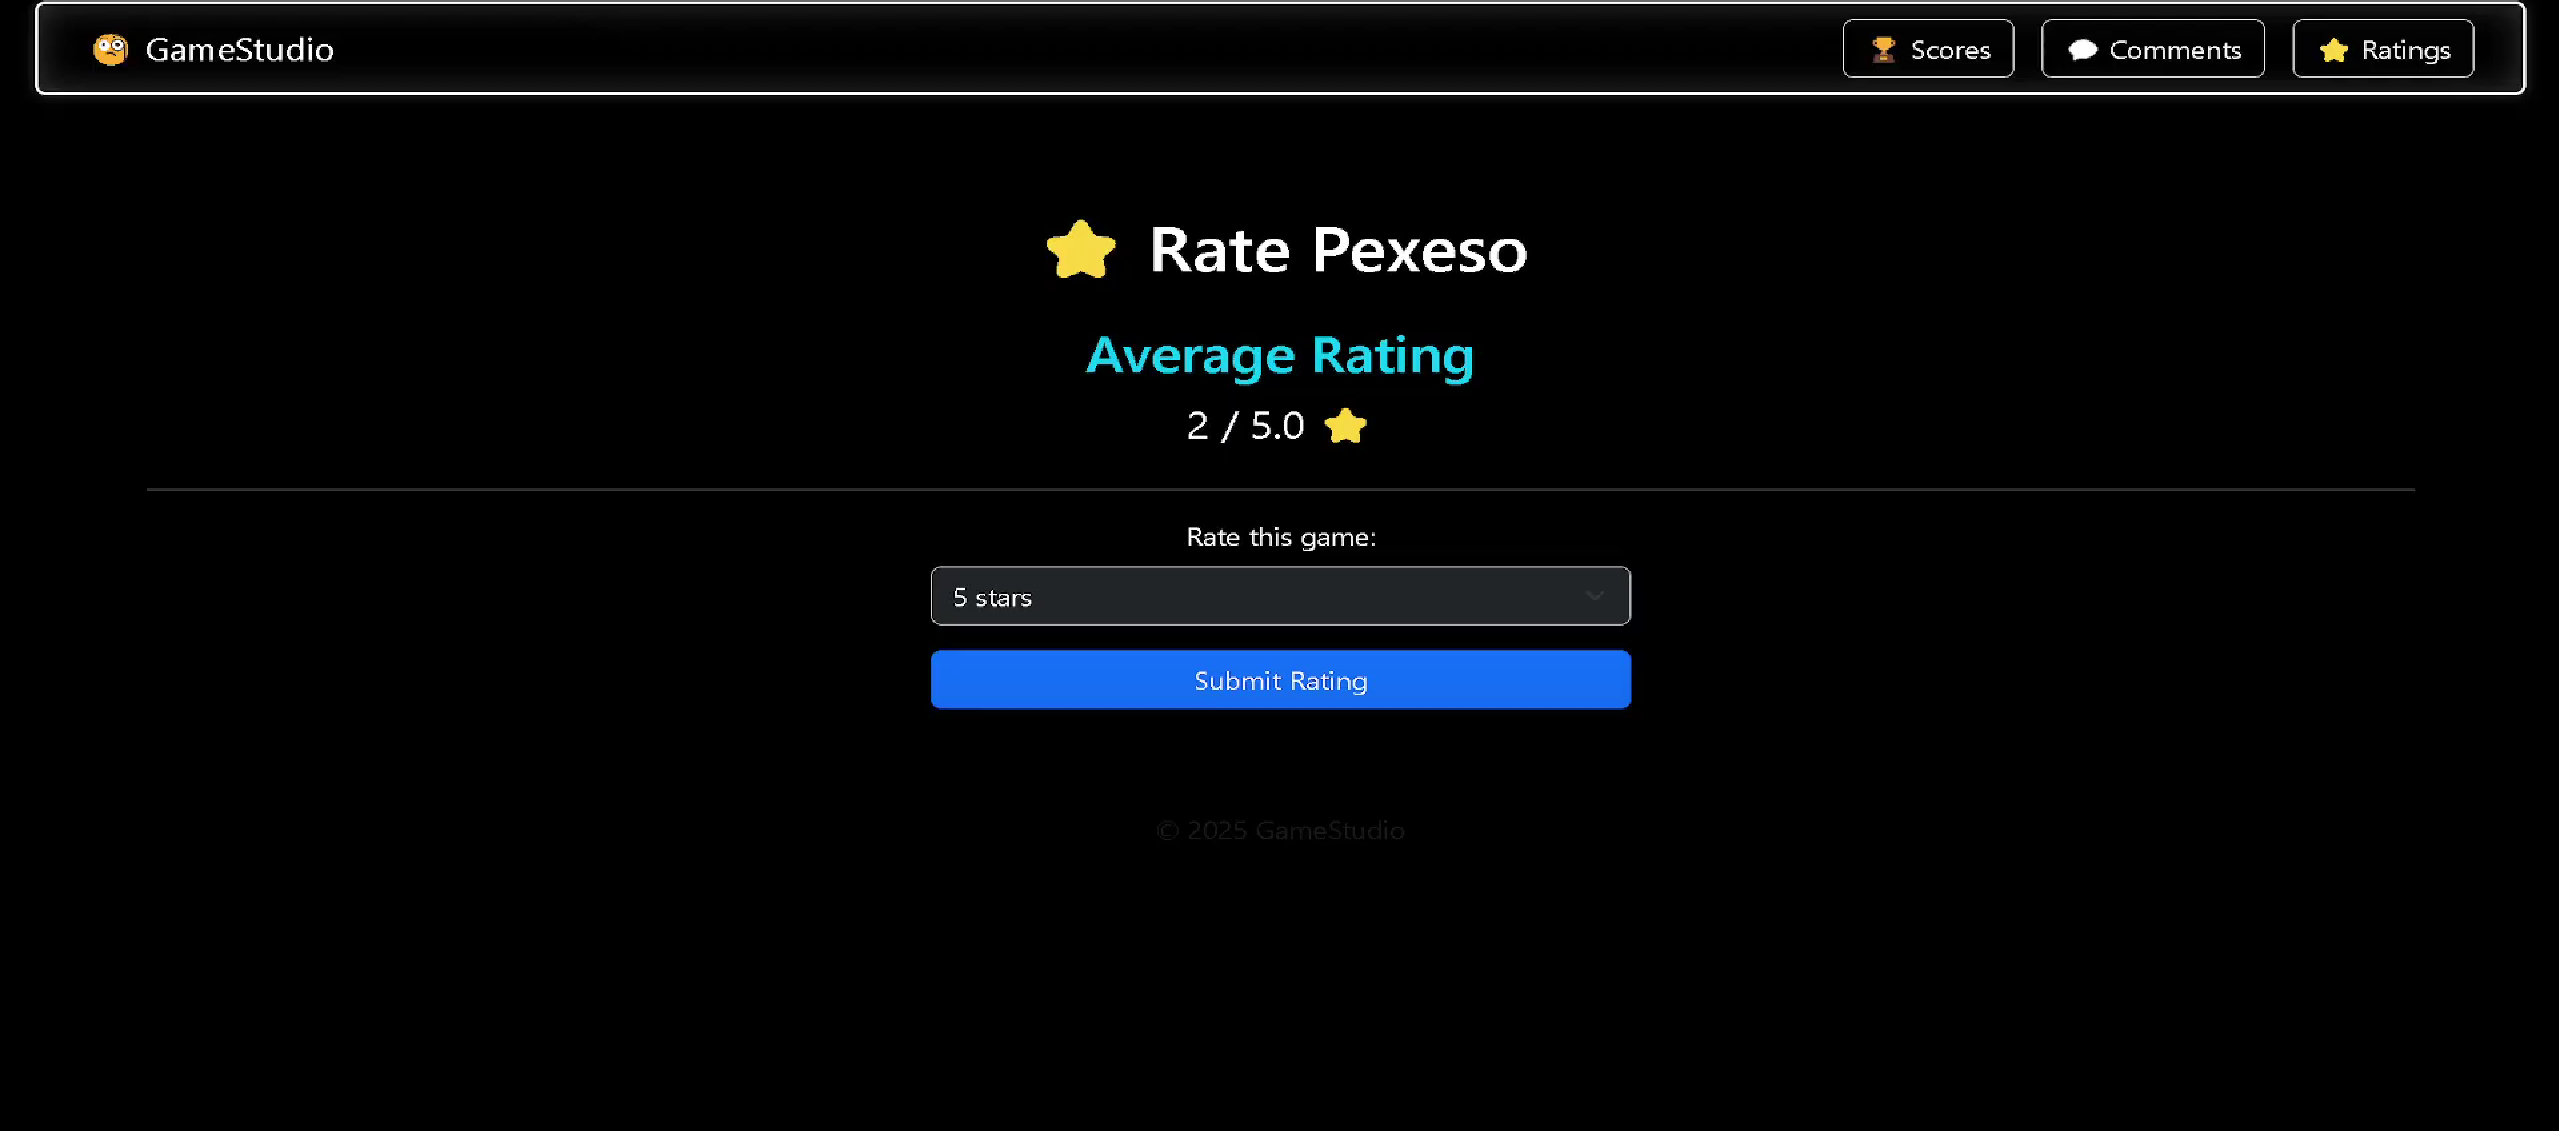 GameStudio
Scores
Comments
Ratings
Rate Pexeso
Average Rating
2 / 5.0
Rate this game:
5 stars
Submit Rating
© 2025 GameStudio